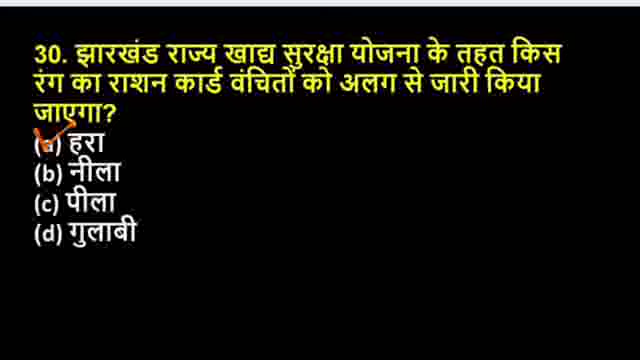 30. झारखंड राज्य खाद्य सुरक्षा योजना के तहत किस
रंग का राशन कार्ड वंचितों को अलग से जारी किया
जाएगा?
(a) हरा
(b) नीला
(c) पीला
(d) गुलाबी